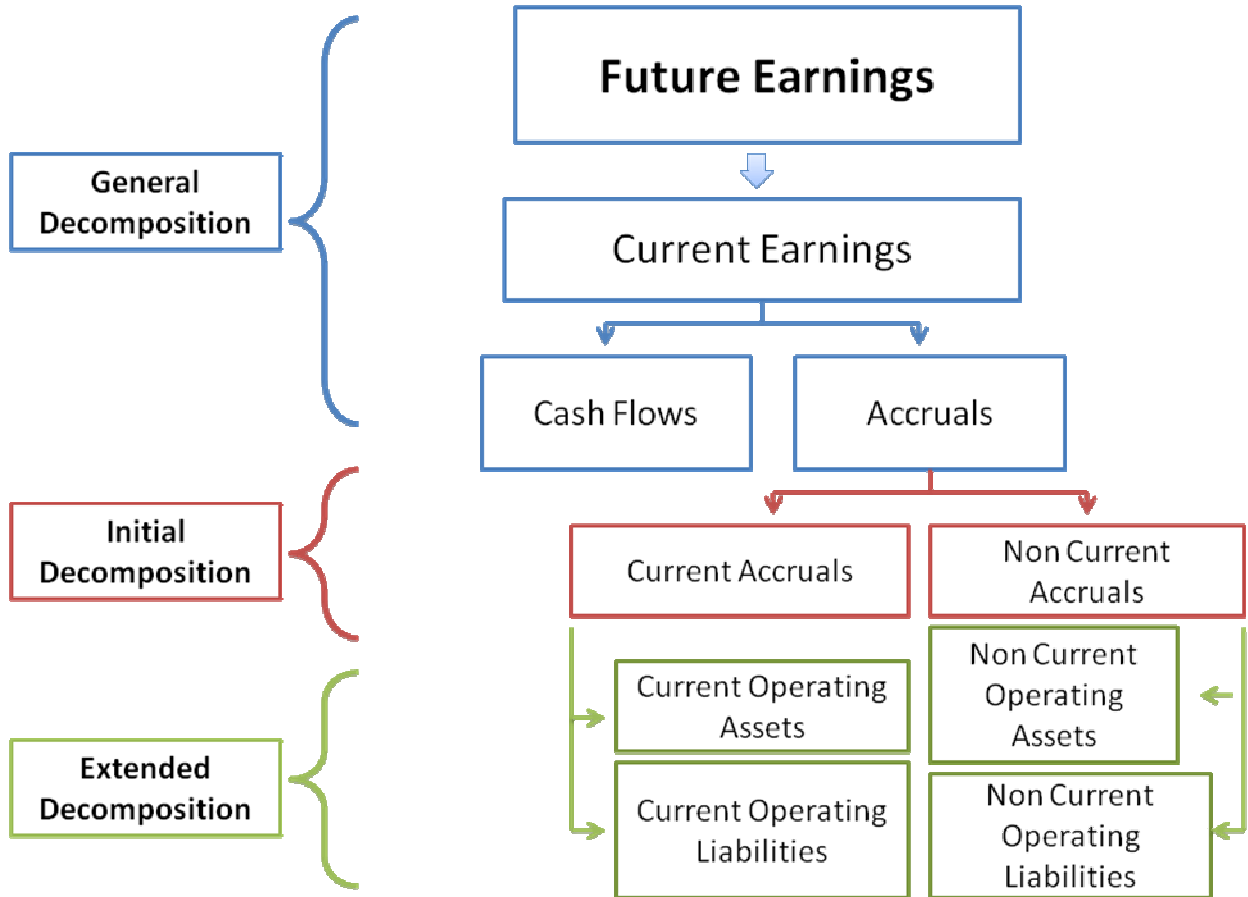 Future Earnings
General
Decomposition
Current Earnings
Cash Flows
Accruals
Initial
Decomposition
Current Accruals
Non Current
Accruals
Extended
Decomposition
Current Operating
Assets
Non Current
Operating
Assets
Current Operating
Liabilities
Non Current
Operating
Liabilities